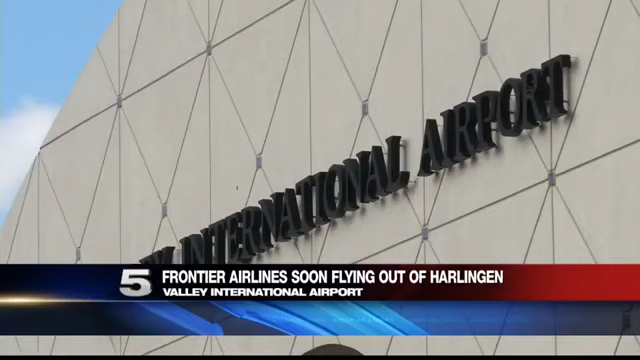 INTERNATIONAL AIRPORT
5 FRONTIER AIRLINES SOON FLYING OUT OF HARLINGEN
VALLEY INTERNATIONAL AIRPORT